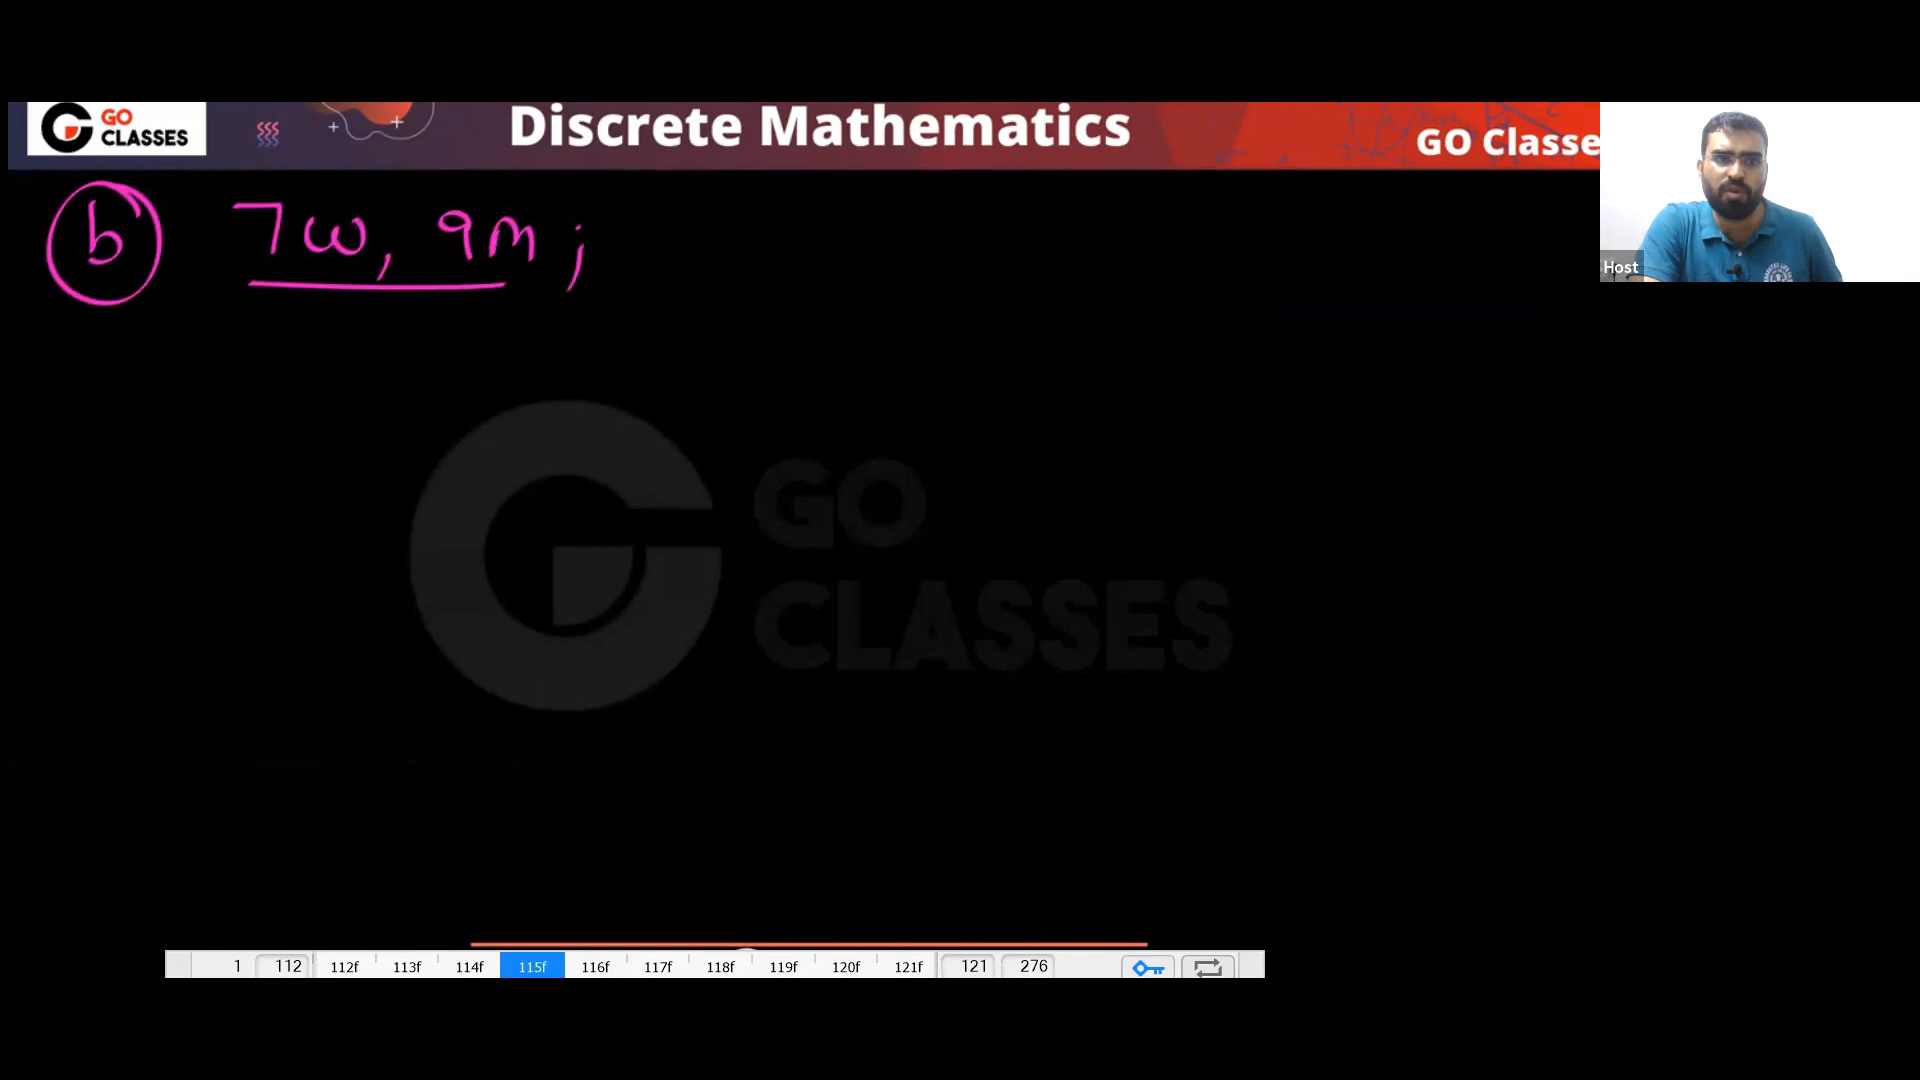 GO CLASSES
Discrete Mathematics
GO Classe
b 7w, 9m ;
Host
GO
CLASSES
1 112 112f 113f 114f 115f 116f 117f 118f 119f 120f 121f 121 276